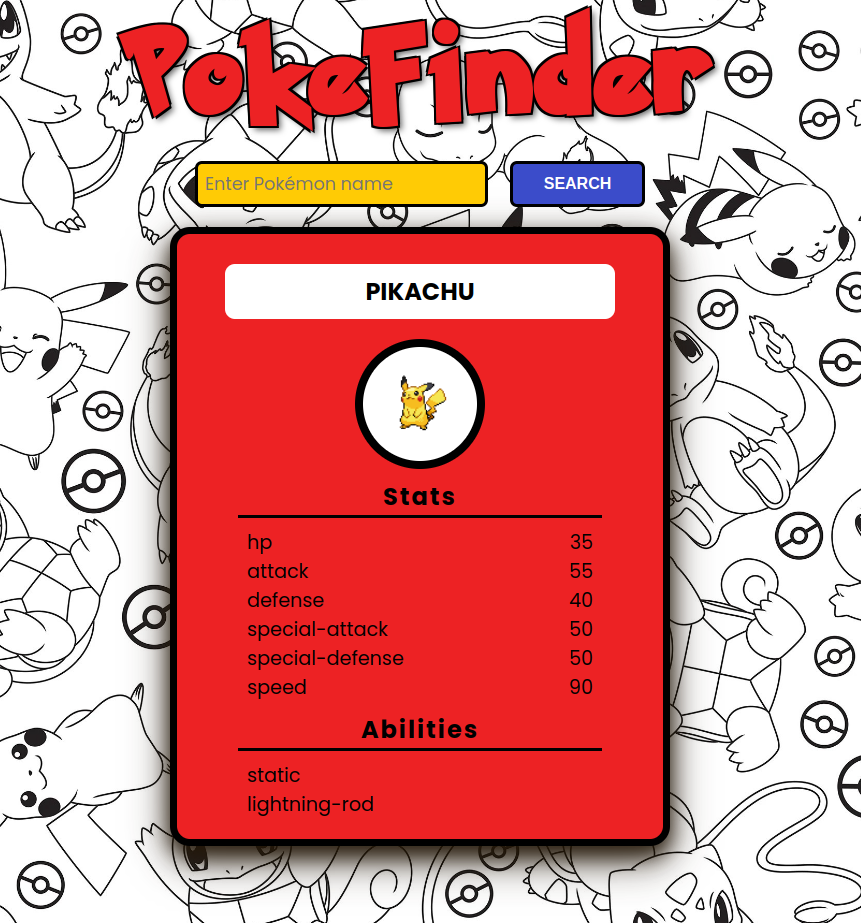 PokeFinder
Enter Pokémon name
SEARCH
PIKACHU
Stats
hp 35
attack 55
defense 40
special-attack 50
special-defense 50
speed 90
Abilities
static
lightning-rod